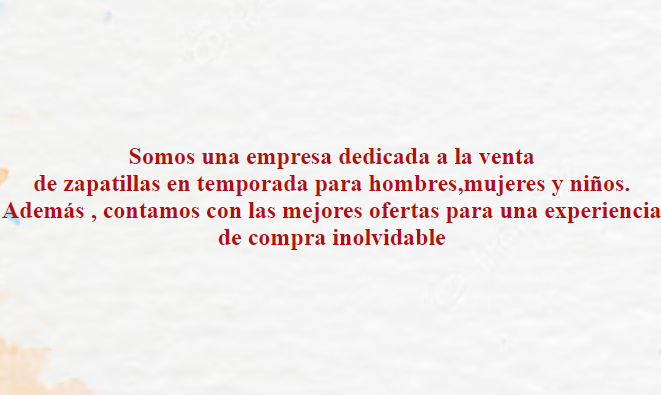 Somos una empresa dedicada a la venta
de zapatillas en temporada para hombres,mujeres y niños.
Además , contamos con las mejores ofertas para una experiencia
de compra inolvidable